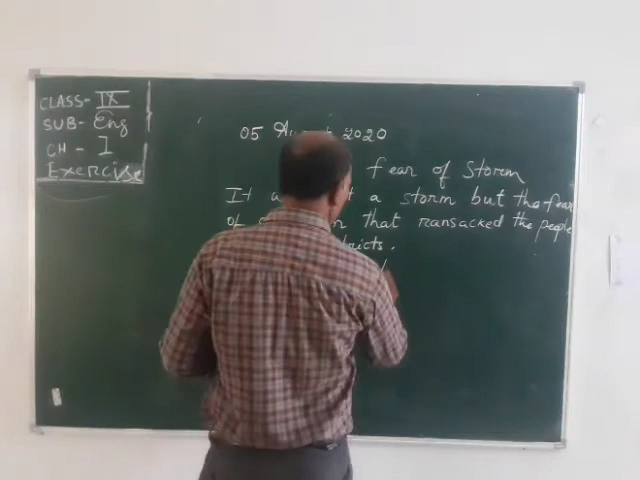 CLASS- IX
SUB- Eng
CH - I
Exercise
05 2020
fear of Storm
It a storm but the fear
of that ransacked the people